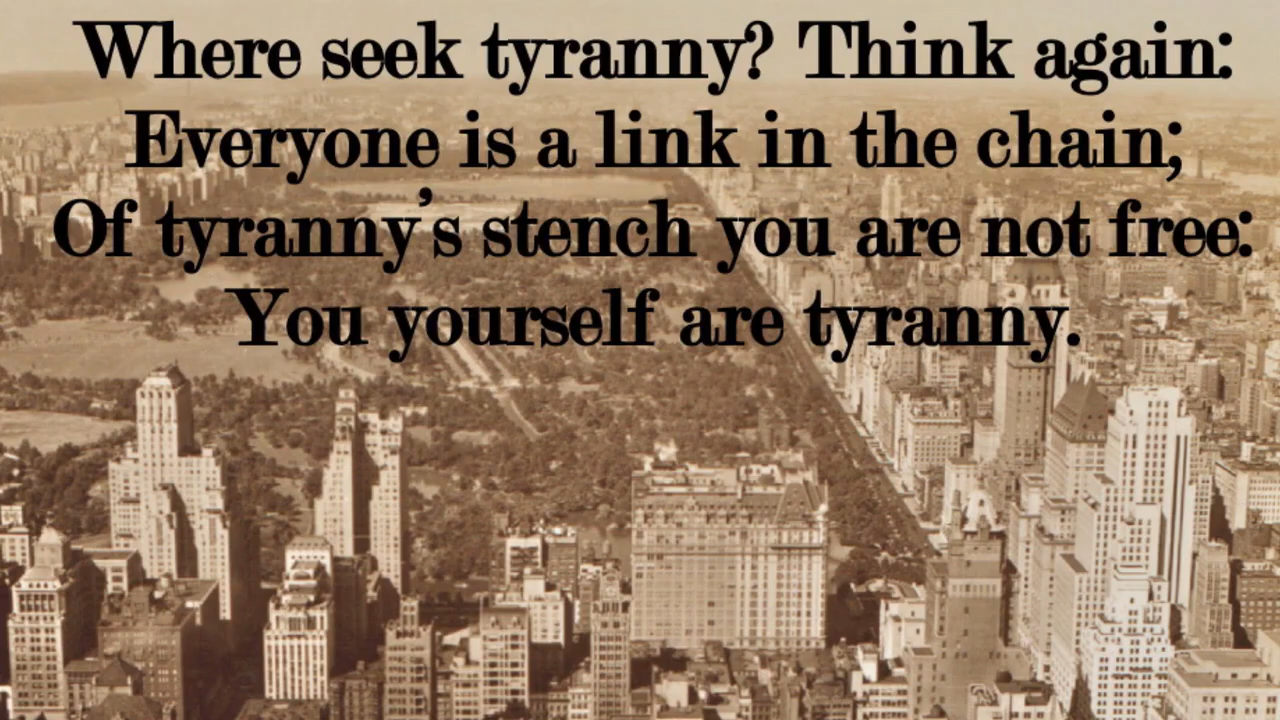 Where seek tyranny? Think again:
Everyone is a link in the chain;
Of tyranny's stench you are not free:
You yourself are tyranny.